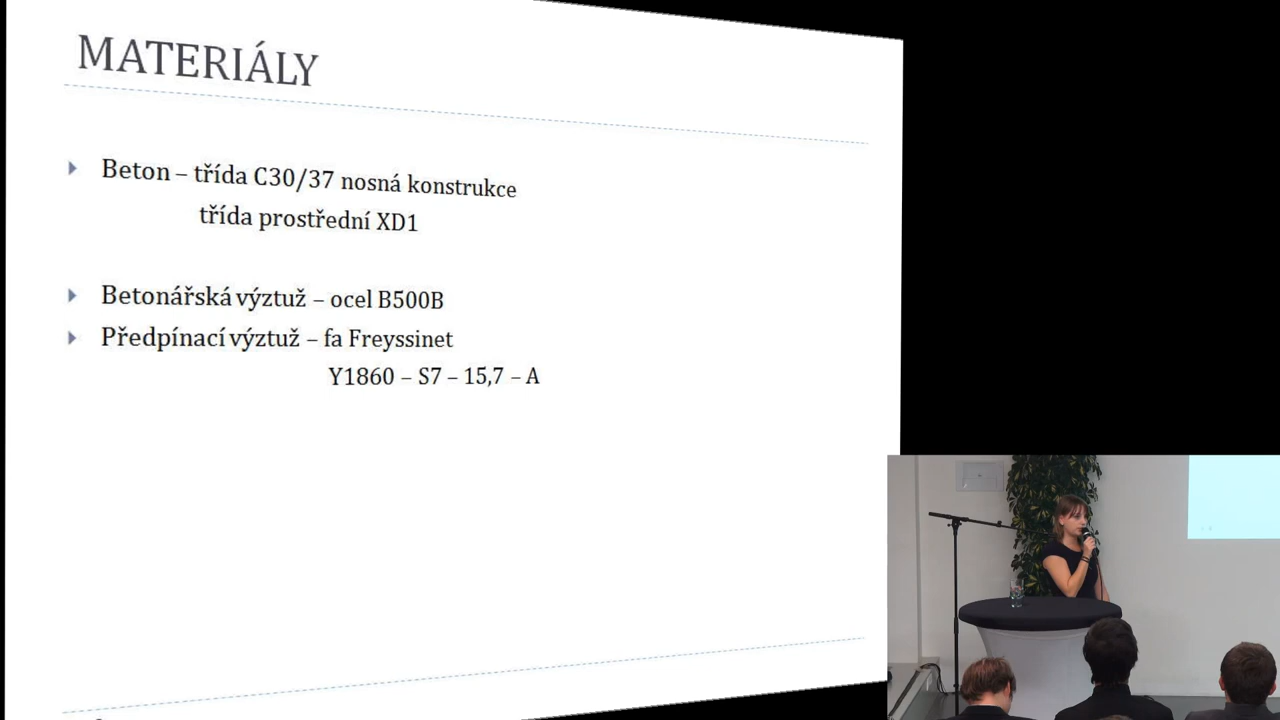 MATERIÁLY
Beton – třída C30/37 nosná konstrukce
třída prostřední XD1
Betonářská výztuž – ocel B500B
Předpínací výztuž – fa Freyssinet
Y1860 – S7 – 15,7 – A